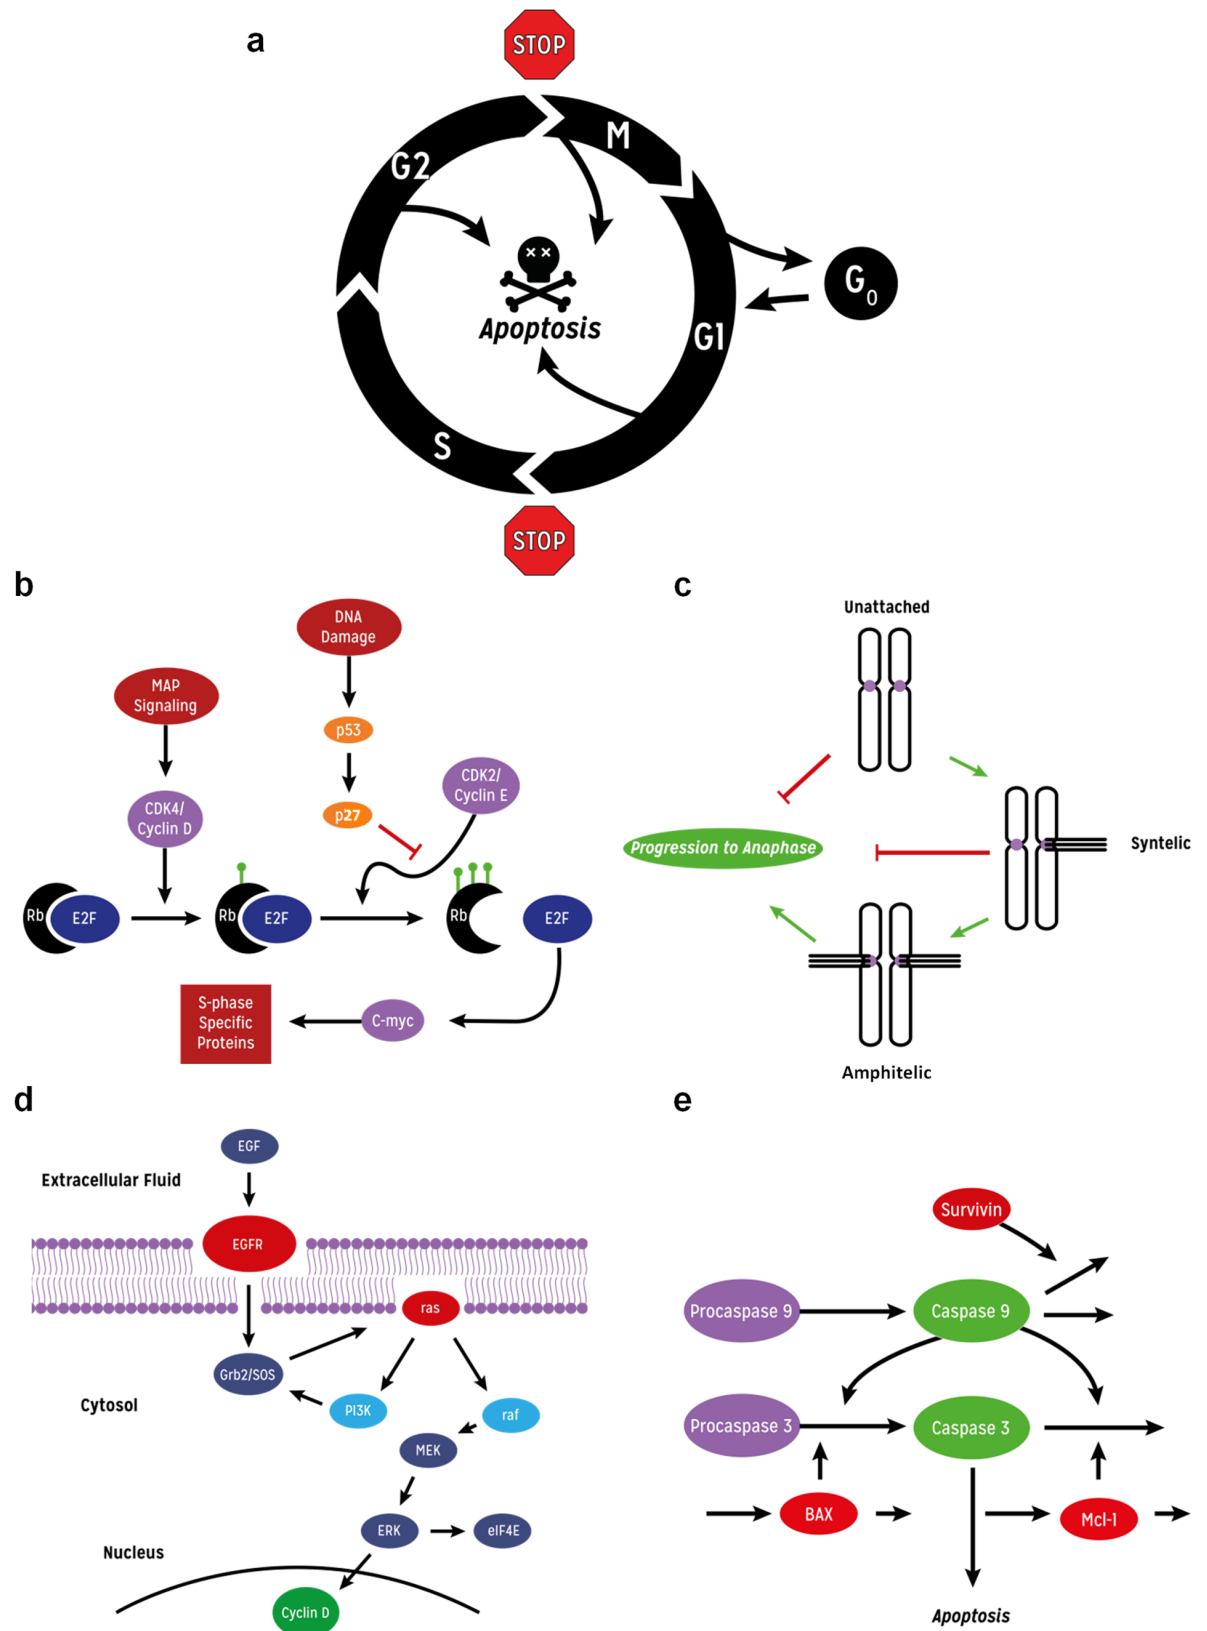 a
STOP
M
G2
G0
Apoptosis
G1
S
STOP
b
DNA
Damage
MAP
Signaling
p53
CDK4/
Cyclin D
p27
CDK2/
Cyclin E
Rb
E2F
Rb
E2F
Rb
E2F
S-phase
Specific
Proteins
C-myc
c
Unattached
Progression to Anaphase
Syntelic
Amphitelic
d
EGF
Extracellular Fluid
EGFR
ras
Grb2/SOS
Cytosol
PI3K
raf
MEK
ERK
eIF4E
Nucleus
Cyclin D
e
Survivin
Procaspase 9
Caspase 9
Procaspase 3
Caspase 3
BAX
Mcl-1
Apoptosis